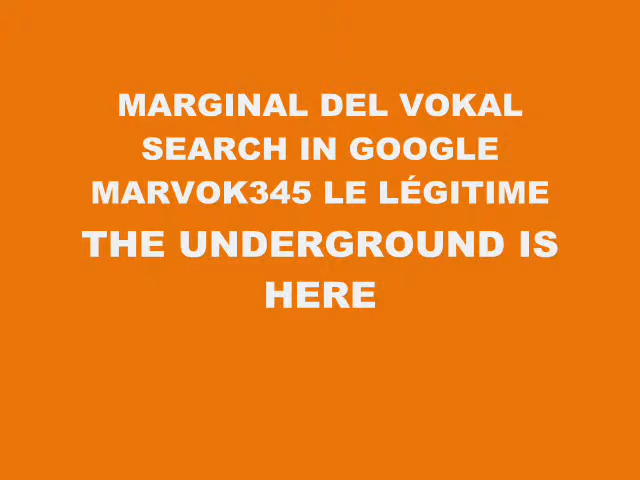 MARGINAL DEL VOKAL
SEARCH IN GOOGLE
MARVOK345 LE LÉGITIME
THE UNDERGROUND IS
HERE